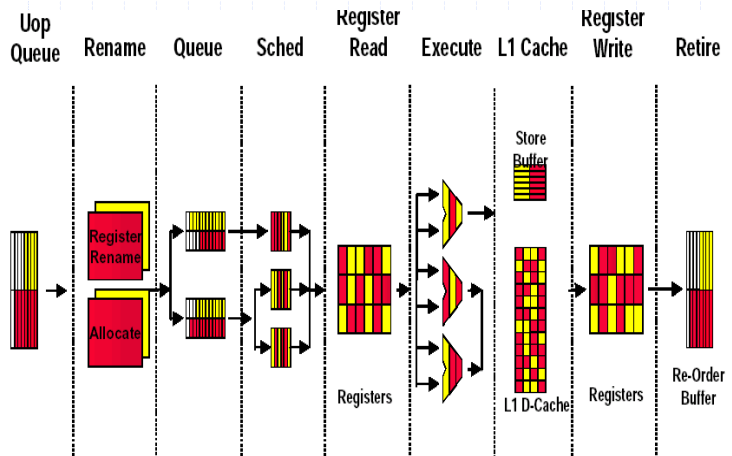 Uop
Queue
Rename
Queue
Sched
Register
Read
Execute
L1 Cache
Register
Write
Retire
Store
Buffer
Register
Rename
Allocate
Registers
L1 D-Cache
Registers
Re-Order
Buffer